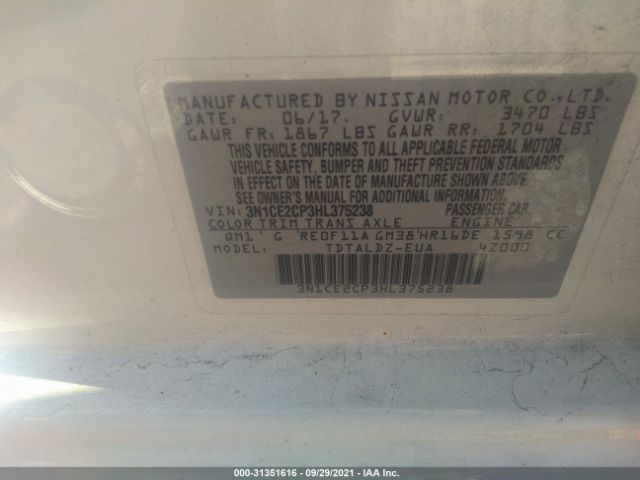 MANUFACTURED BY NISSAN MOTOR CO., LTD.
DATE: 06/17. GVWR: 3470 LBS
GAWR FR: 1867 LBS GAWR RR: 1704 LBS
THIS VEHICLE CONFORMS TO ALL APPLICABLE FEDERAL MOTOR
VEHICLE SAFETY, BUMPER AND THEFT PREVENTION STANDARDS
IN EFFECT ON THE DATE OF MANUFACTURE SHOWN ABOVE.
SEE OWNER'S MANUAL FOR ADDITIONAL INFORMATION.
VIN: 3N1CE2CP3HL375238 PASSENGER CAR.
COLOR TRIM TRANS AXLE ENGINE
QM1' G 'RE0F11A GM38'HR16DE 1598 CC
MODEL: TDTALDZ-EUA 4Z000
3N1CE2CP3HL375238
000-31351616 - 09/29/2021 - IAA Inc.